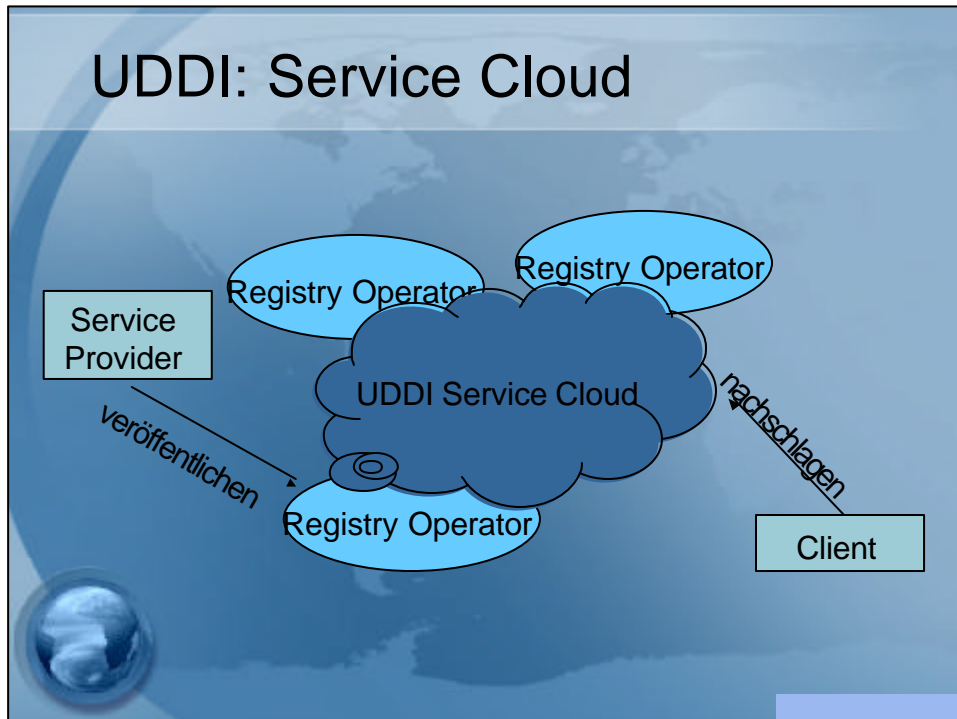 UDDI: Service Cloud
Registry Operator
Registry Operator
Service
Provider
UDDI Service Cloud
nachschlagen
veröffentlichen
Registry Operator
Client